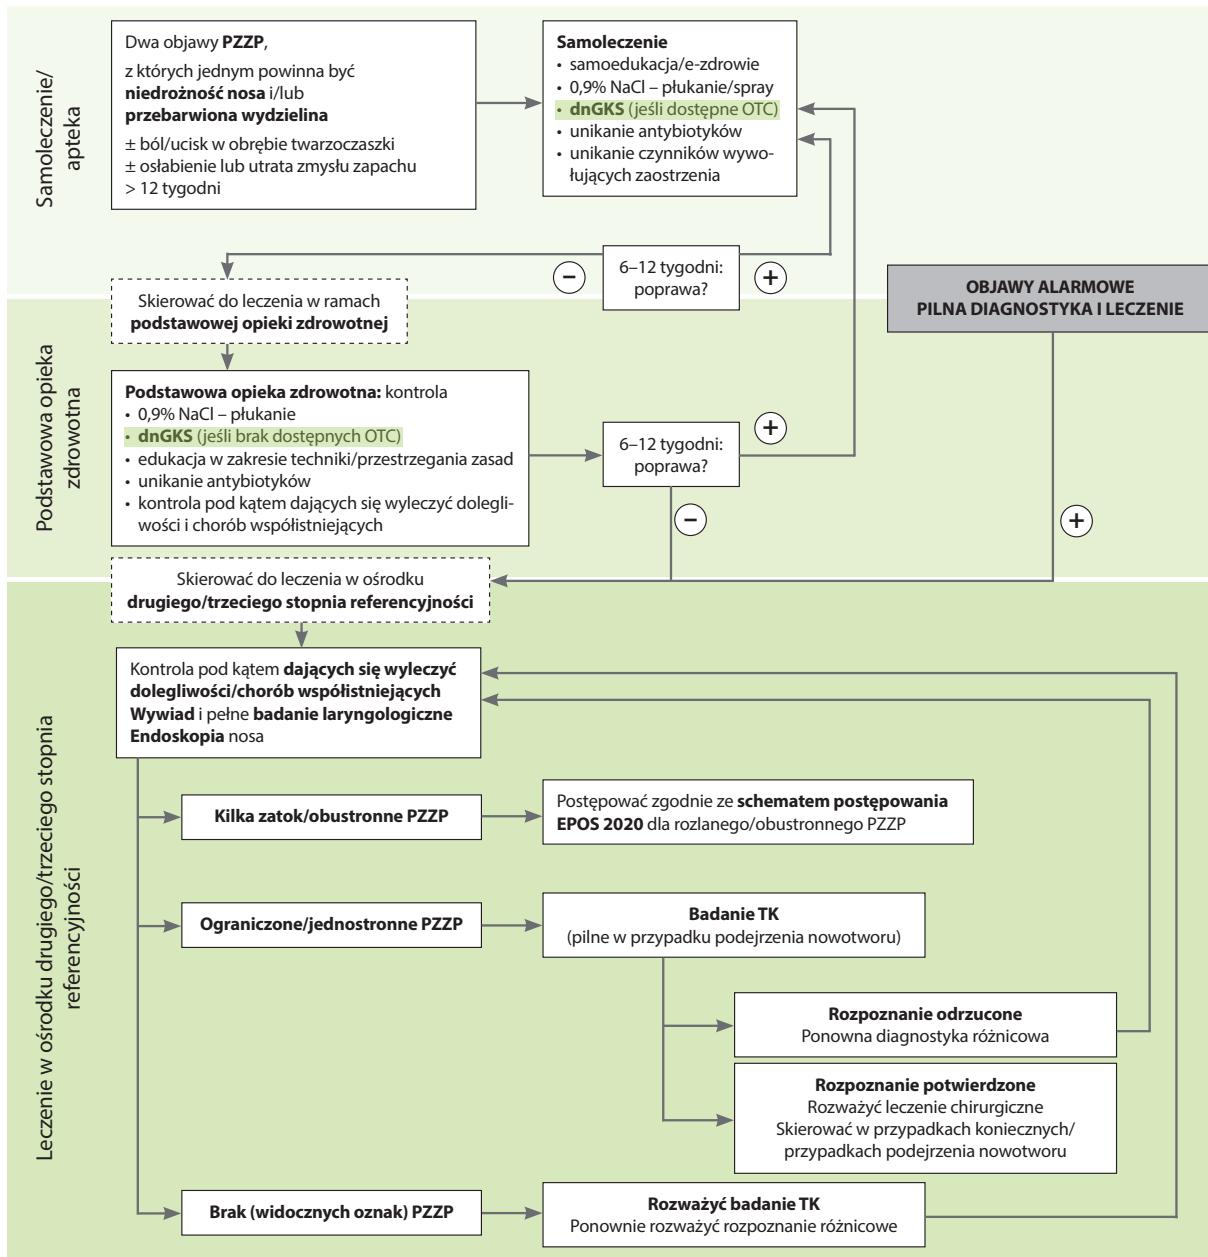 Samoleczenie/
apteka
Dwa objawy PZZP,
z których jednym powinna być
niedrożność nosa i/lub
przebarwiona wydzielina
± ból/ucisk w obrębie twarzoczaszki
± osłabienie lub utrata zmysłu zapachu
> 12 tygodni
Samoleczenie
• samoedukacja/e-zdrowie
• 0,9% NaCl – płukanie/spray
• dnGKS (jeśli dostępne OTC)
• unikanie antybiotyków
• unikanie czynników wywo-
łujących zaostrzenia
6–12 tygodni:
poprawa?
−
+
OBJAWY ALARMOWE
PILNA DIAGNOSTYKA I LECZENIE
Skierować do leczenia w ramach
podstawowej opieki zdrowotnej
Podstawowa opieka
zdrowotna
Podstawowa opieka zdrowotna: kontrola
• 0,9% NaCl – płukanie
• dnGKS (jeśli brak dostępnych OTC)
• edukacja w zakresie techniki/przestrzegania zasad
• unikanie antybiotyków
• kontrola pod kątem dających się wyleczyć dolegli-
wości i chorób współistniejących
6–12 tygodni:
poprawa?
+
−
+
Skierować do leczenia w ośrodku
drugiego/trzeciego stopnia referencyjności
Leczenie w ośrodku drugiego/trzeciego stopnia
referencyjności
Kontrola pod kątem dających się wyleczyć
dolegliwości/chorób współistniejących
Wywiad i pełne badanie laryngologiczne
Endoskopia nosa
Kilka zatok/obustronne PZZP
Postępować zgodnie ze schematem postępowania
EPOS 2020 dla rozlanego/obustronnego PZZP
Ograniczone/jednostronne PZZP
Badanie TK
(pilne w przypadku podejrzenia nowotworu)
Rozpoznanie odrzucone
Ponowna diagnostyka różnicowa
Rozpoznanie potwierdzone
Rozważyć leczenie chirurgiczne
Skierować w przypadkach koniecznych/
przypadkach podejrzenia nowotworu
Brak (widocznych oznak) PZZP
Rozważyć badanie TK
Ponownie rozważyć rozpoznanie różnicowe